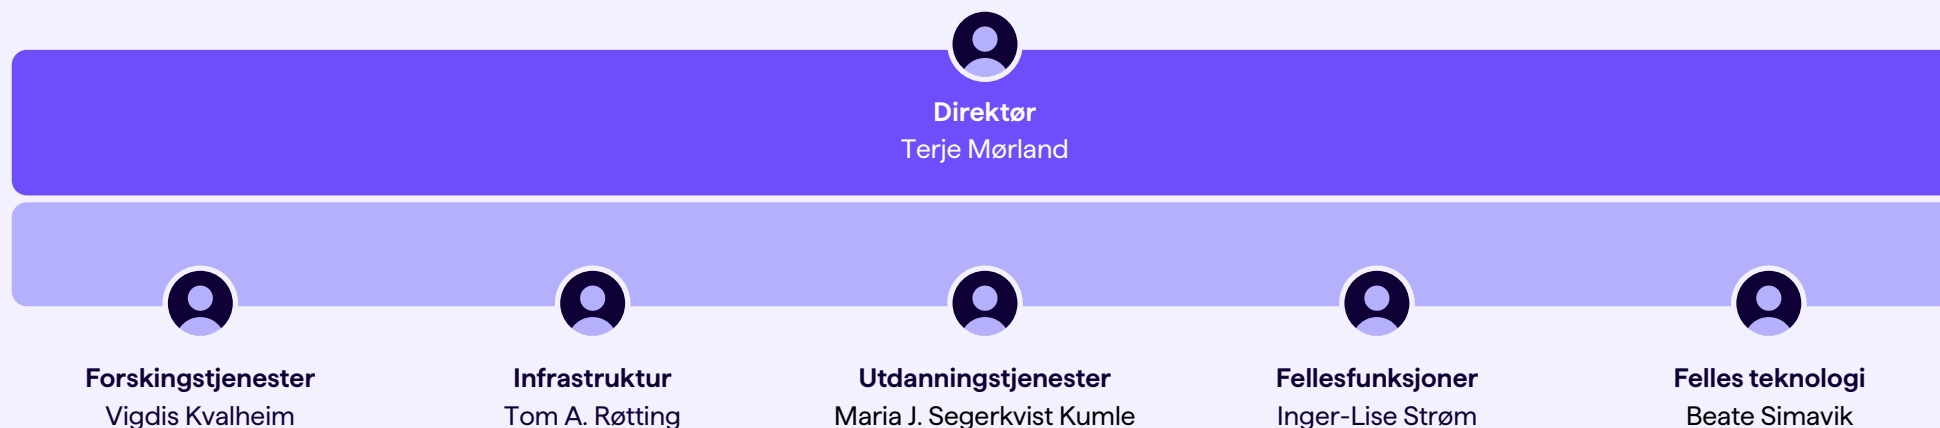 Direktør
Terje Mørland
Forskingstjenester
Vigdis Kvalheim
Infrastruktur
Tom A. Røtting
Utdanningstjenester
Maria J. Segerkvist Kumle
Fellesfunksjoner
Inger-Lise Strøm
Felles teknologi
Beate Simavik